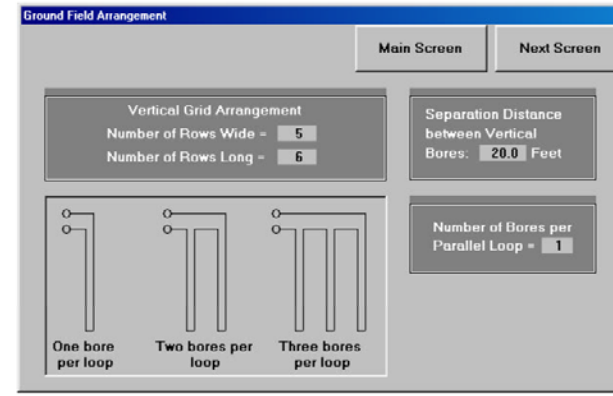 Ground Field Arrangement
Main Screen
Next Screen
Vertical Grid Arrangement
Number of Rows Wide = 5
Number of Rows Long = 6
Separation Distance
between Vertical
Bores: 20.0 Feet
Number of Bores per
Parallel Loop = 1
One bore
per loop
Two bores per
loop
Three bores
per loop